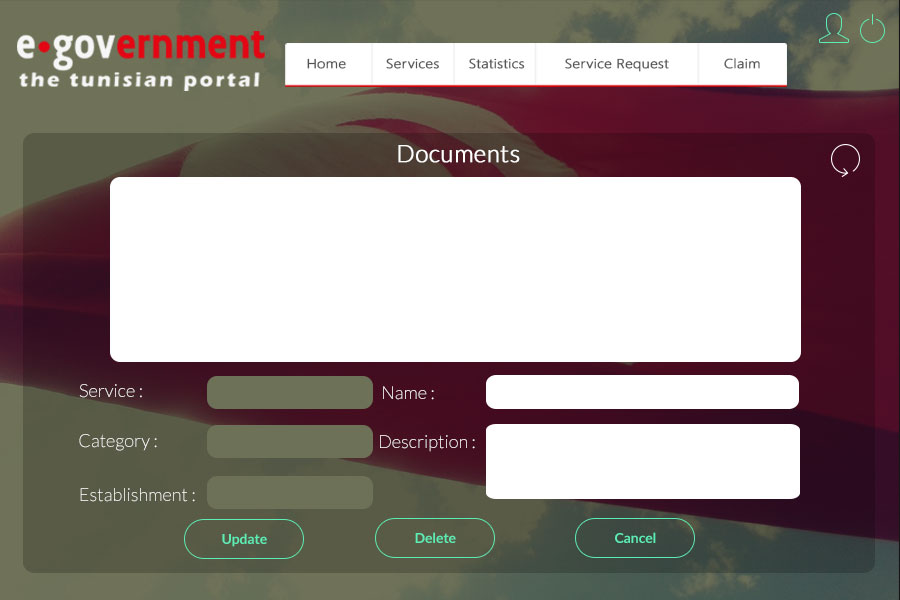 e•government
the tunisian portal
Home Services Statistics Service Request Claim
Documents
Service : Name :
Category : Description :
Establishment :
Update Delete Cancel